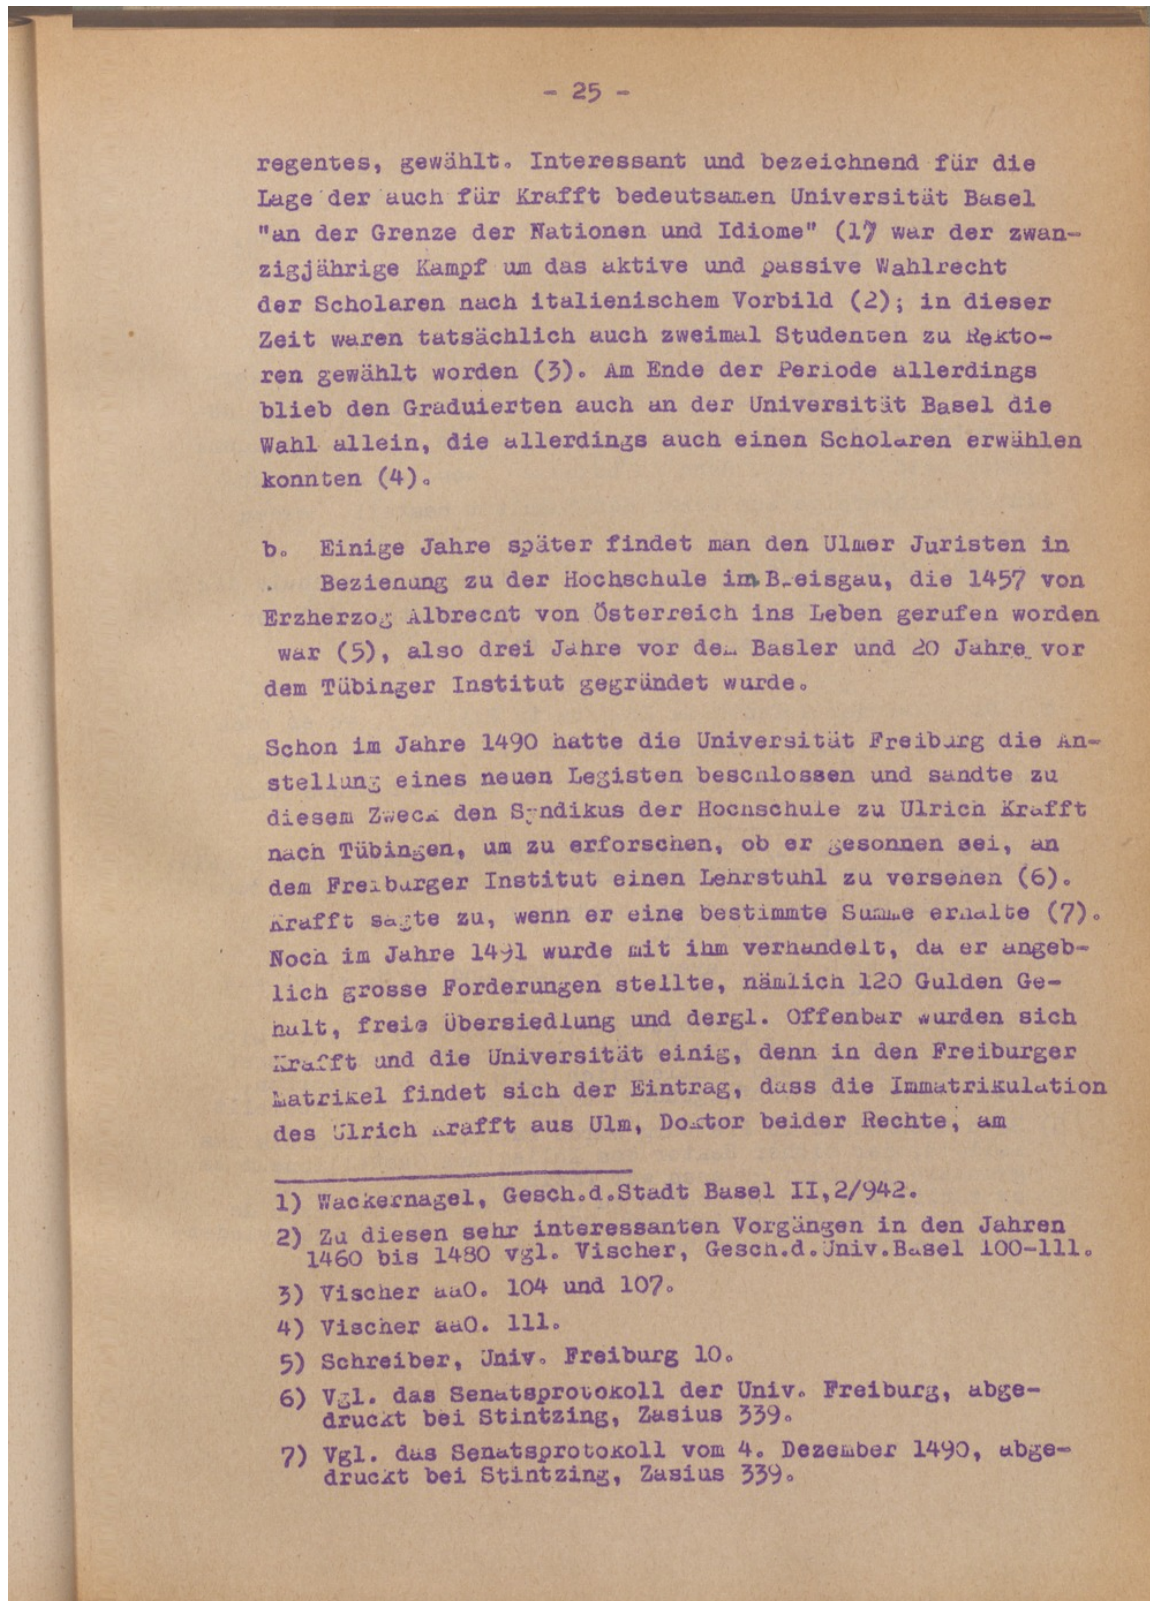 - 25 -
regentes, gewählt. Interessant und bezeichnend für die
Lage der auch für Krafft bedeutsamen Universität Basel
"an der Grenze der Nationen und Idiome" (1) war der zwan-
zigjährige Kampf um das aktive und passive Wahlrecht
der Scholaren nach italienischem Vorbild (2); in dieser
Zeit waren tatsächlich auch zweimal Studenten zu Rekto-
ren gewählt worden (3). Am Ende der Periode allerdings
blieb den Graduierten auch an der Universität Basel die
Wahl allein, die allerdings auch einen Scholaren erwählen
konnten (4).
b. Einige Jahre später findet man den Ulmer Juristen in
Beziehung zu der Hochschule im Breisgau, die 1457 von
Erzherzog Albrecht von Österreich ins Leben gerufen worden
war (5), also drei Jahre vor dem Basler und 20 Jahre vor
dem Tübinger Institut gegründet wurde.
Schon im Jahre 1490 hatte die Universität Freiburg die An-
stellung eines neuen Legisten beschlossen und sandte zu
diesem Zweck den Syndikus der Hochschule zu Ulrich Krafft
nach Tübingen, um zu erforschen, ob er gesonnen sei, an
dem Freiburger Institut einen Lehrstuhl zu versehen (6).
Krafft sagte zu, wenn er eine bestimmte Summe erhalte (7).
Noch im Jahre 1491 wurde mit ihm verhandelt, da er angeb-
lich grosse Forderungen stellte, nämlich 120 Gulden Ge-
halt, freie Übersiedlung und dergl. Offenbar wurden sich
Krafft und die Universität einig, denn in den Freiburger
Matrikel findet sich der Eintrag, dass die Immatrikulation
des Ulrich Krafft aus Ulm, Doktor beider Rechte, am
1) Wackernagel, Gesch.d.Stadt Basel II,2/942.
2) Zu diesen sehr interessanten Vorgängen in den Jahren
1460 bis 1480 vgl. Vischer, Gesch.d.Univ.Basel 100-111.
3) Vischer aaO. 104 und 107.
4) Vischer aaO. 111.
5) Schreiber, Univ. Freiburg 10.
6) Vgl. das Senatsprotokoll der Univ. Freiburg, abge-
druckt bei Stintzing, Zasius 339.
7) Vgl. das Senatsprotokoll vom 4. Dezember 1490, abge-
druckt bei Stintzing, Zasius 339.